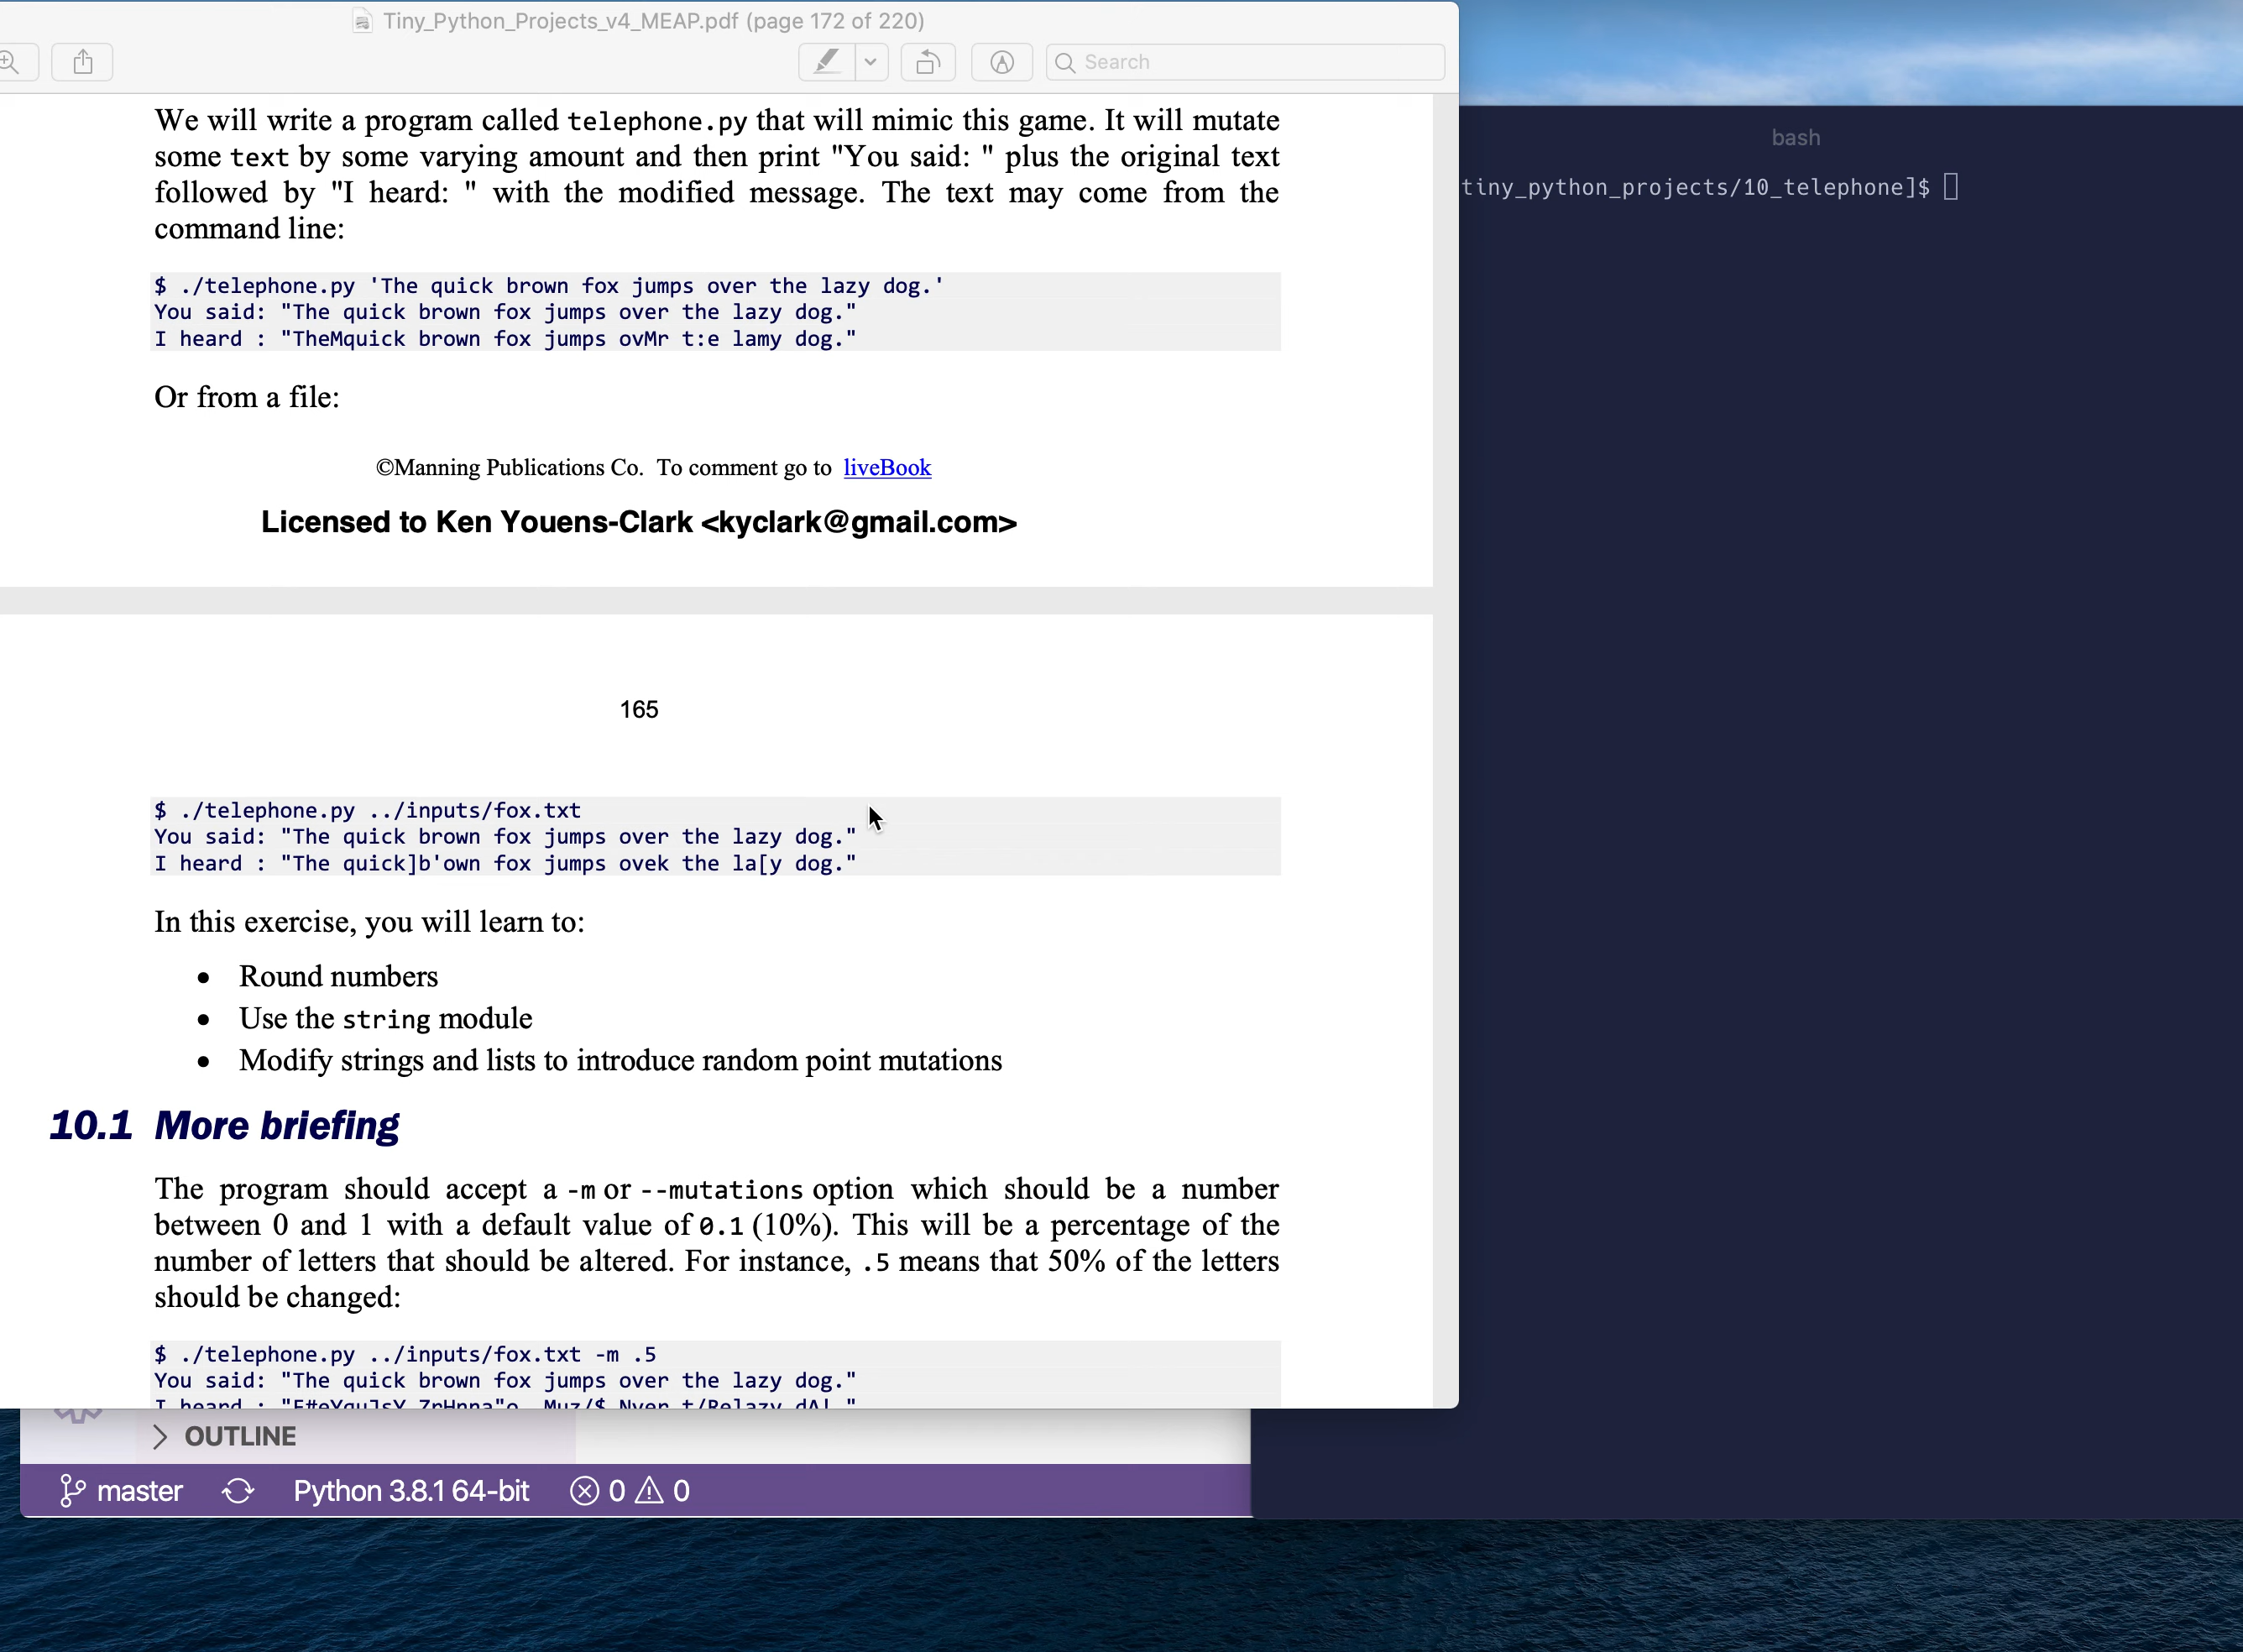 Tiny_Python_Projects_v4_MEAP.pdf (page 172 of 220)
Search
We will write a program called telephone.py that will mimic this game. It will mutate
some text by some varying amount and then print "You said: " plus the original text
followed by "I heard: " with the modified message. The text may come from the
command line:
$ ./telephone.py 'The quick brown fox jumps over the lazy dog.'
You said: "The quick brown fox jumps over the lazy dog."
I heard : "TheMquick brown fox jumps ovMr t:e lamy dog."
Or from a file:
©Manning Publications Co. To comment go to liveBook
Licensed to Ken Youens-Clark <kyclark@gmail.com>
165
$ ./telephone.py ../inputs/fox.txt
You said: "The quick brown fox jumps over the lazy dog."
I heard : "The quick]b'own fox jumps ovek the la[y dog."
In this exercise, you will learn to:
• Round numbers
• Use the string module
• Modify strings and lists to introduce random point mutations
10.1 More briefing
The program should accept a -m or --mutations option which should be a number
between 0 and 1 with a default value of 0.1 (10%). This will be a percentage of the
number of letters that should be altered. For instance, .5 means that 50% of the letters
should be changed:
$ ./telephone.py ../inputs/fox.txt -m .5
You said: "The quick brown fox jumps over the lazy dog."
I heard :
OUTLINE
master
Python 3.8.1 64-bit
0
0
bash
tiny_python_projects/10_telephone]$